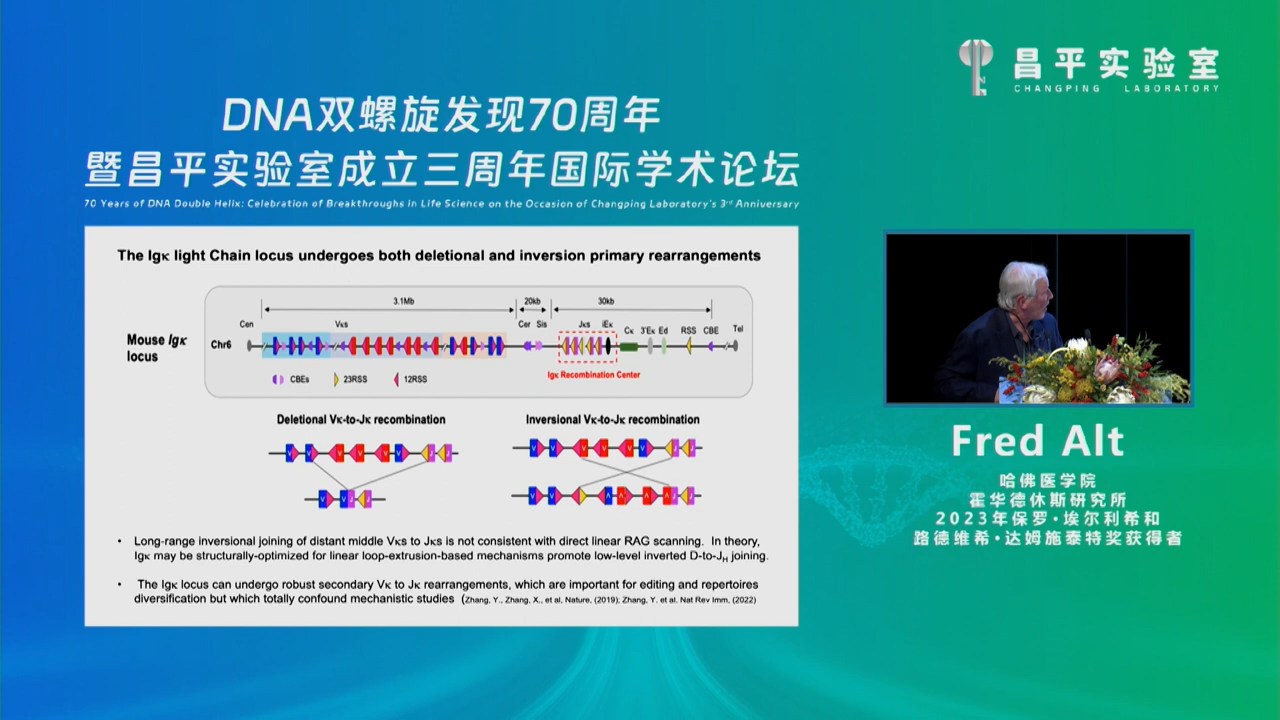 昌平实验室
CHANGPING LABORATORY
DNA双螺旋发现70周年
暨昌平实验室成立三周年国际学术论坛
70 Years of DNA Double Helix: Celebration of Breakthroughs in Life Science on the Occasion of Changping Laboratory's 3rd Anniversary
The Igκ light Chain locus undergoes both deletional and inversion primary rearrangements
3.1Mb 20kb 30kb
Cen Vκs Cer Sis Jκs iEκ Cκ 3'Eκ Ed RSS CBE Tel
Mouse Igκ
locus
Chr6
CBEs 23RSS 12RSS
Igκ Recombination Center
Deletional Vκ-to-Jκ recombination
Inversional Vκ-to-Jκ recombination
• Long-range inversional joining of distant middle Vκs to Jκs is not consistent with direct linear RAG scanning. In theory,
Igκ may be structurally-optimized for linear loop-extrusion-based mechanisms promote low-level inverted D-to-JH joining.
• The Igκ locus can undergo robust secondary Vκ to Jκ rearrangements, which are important for editing and repertoires
diversification but which totally confound mechanistic studies (Zhang, Y., Zhang, X., et al, Nature, (2019); Zhang, Y. et al. Nat Rev Imm, (2022)
Fred Alt
哈佛医学院
霍华德休斯研究所
2023年保罗·埃尔利希和
路德维希·达姆施泰特奖获得者